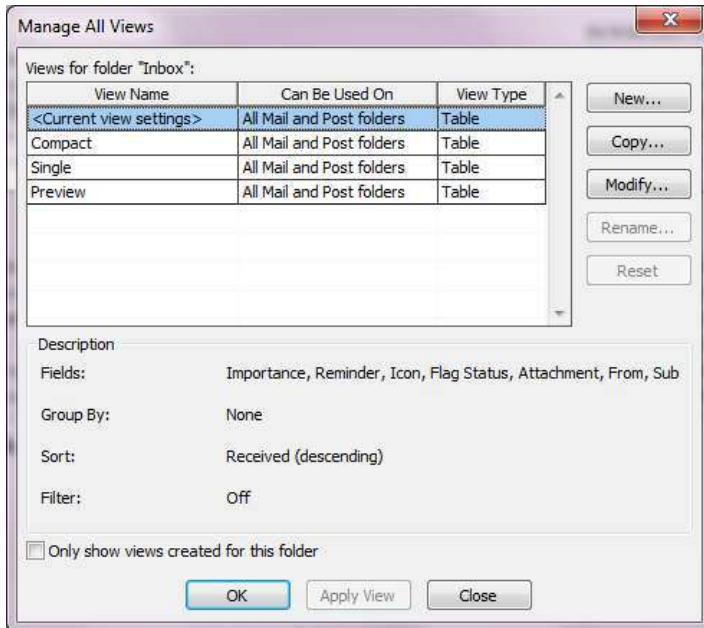 Manage All Views
Views for folder "Inbox":
View Name Can Be Used On View Type
<Current view settings> All Mail and Post folders Table
Compact All Mail and Post folders Table
Single All Mail and Post folders Table
Preview All Mail and Post folders Table
New...
Copy...
Modify...
Rename...
Reset
Description
Fields: Importance, Reminder, Icon, Flag Status, Attachment, From, Sub
Group By: None
Sort: Received (descending)
Filter: Off
Only show views created for this folder
OK Apply View Close